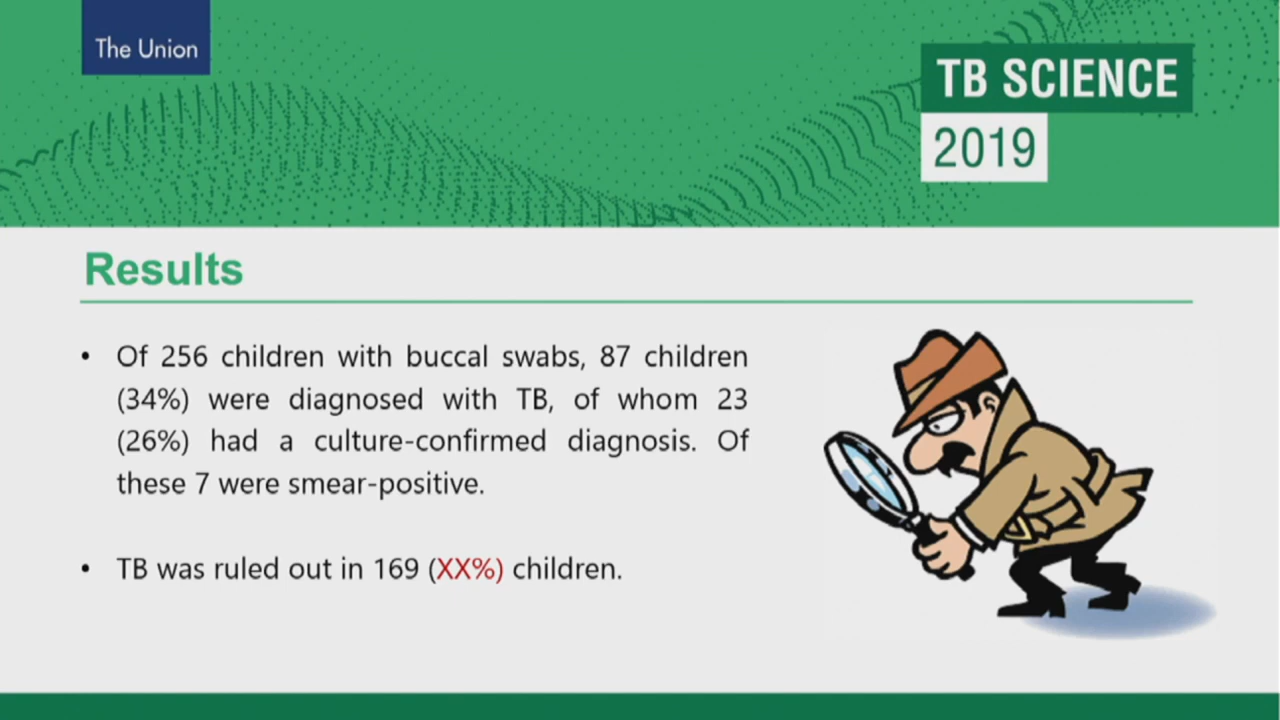 The Union
TB SCIENCE
2019
Results
• Of 256 children with buccal swabs, 87 children
(34%) were diagnosed with TB, of whom 23
(26%) had a culture-confirmed diagnosis. Of
these 7 were smear-positive.
• TB was ruled out in 169 (XX%) children.